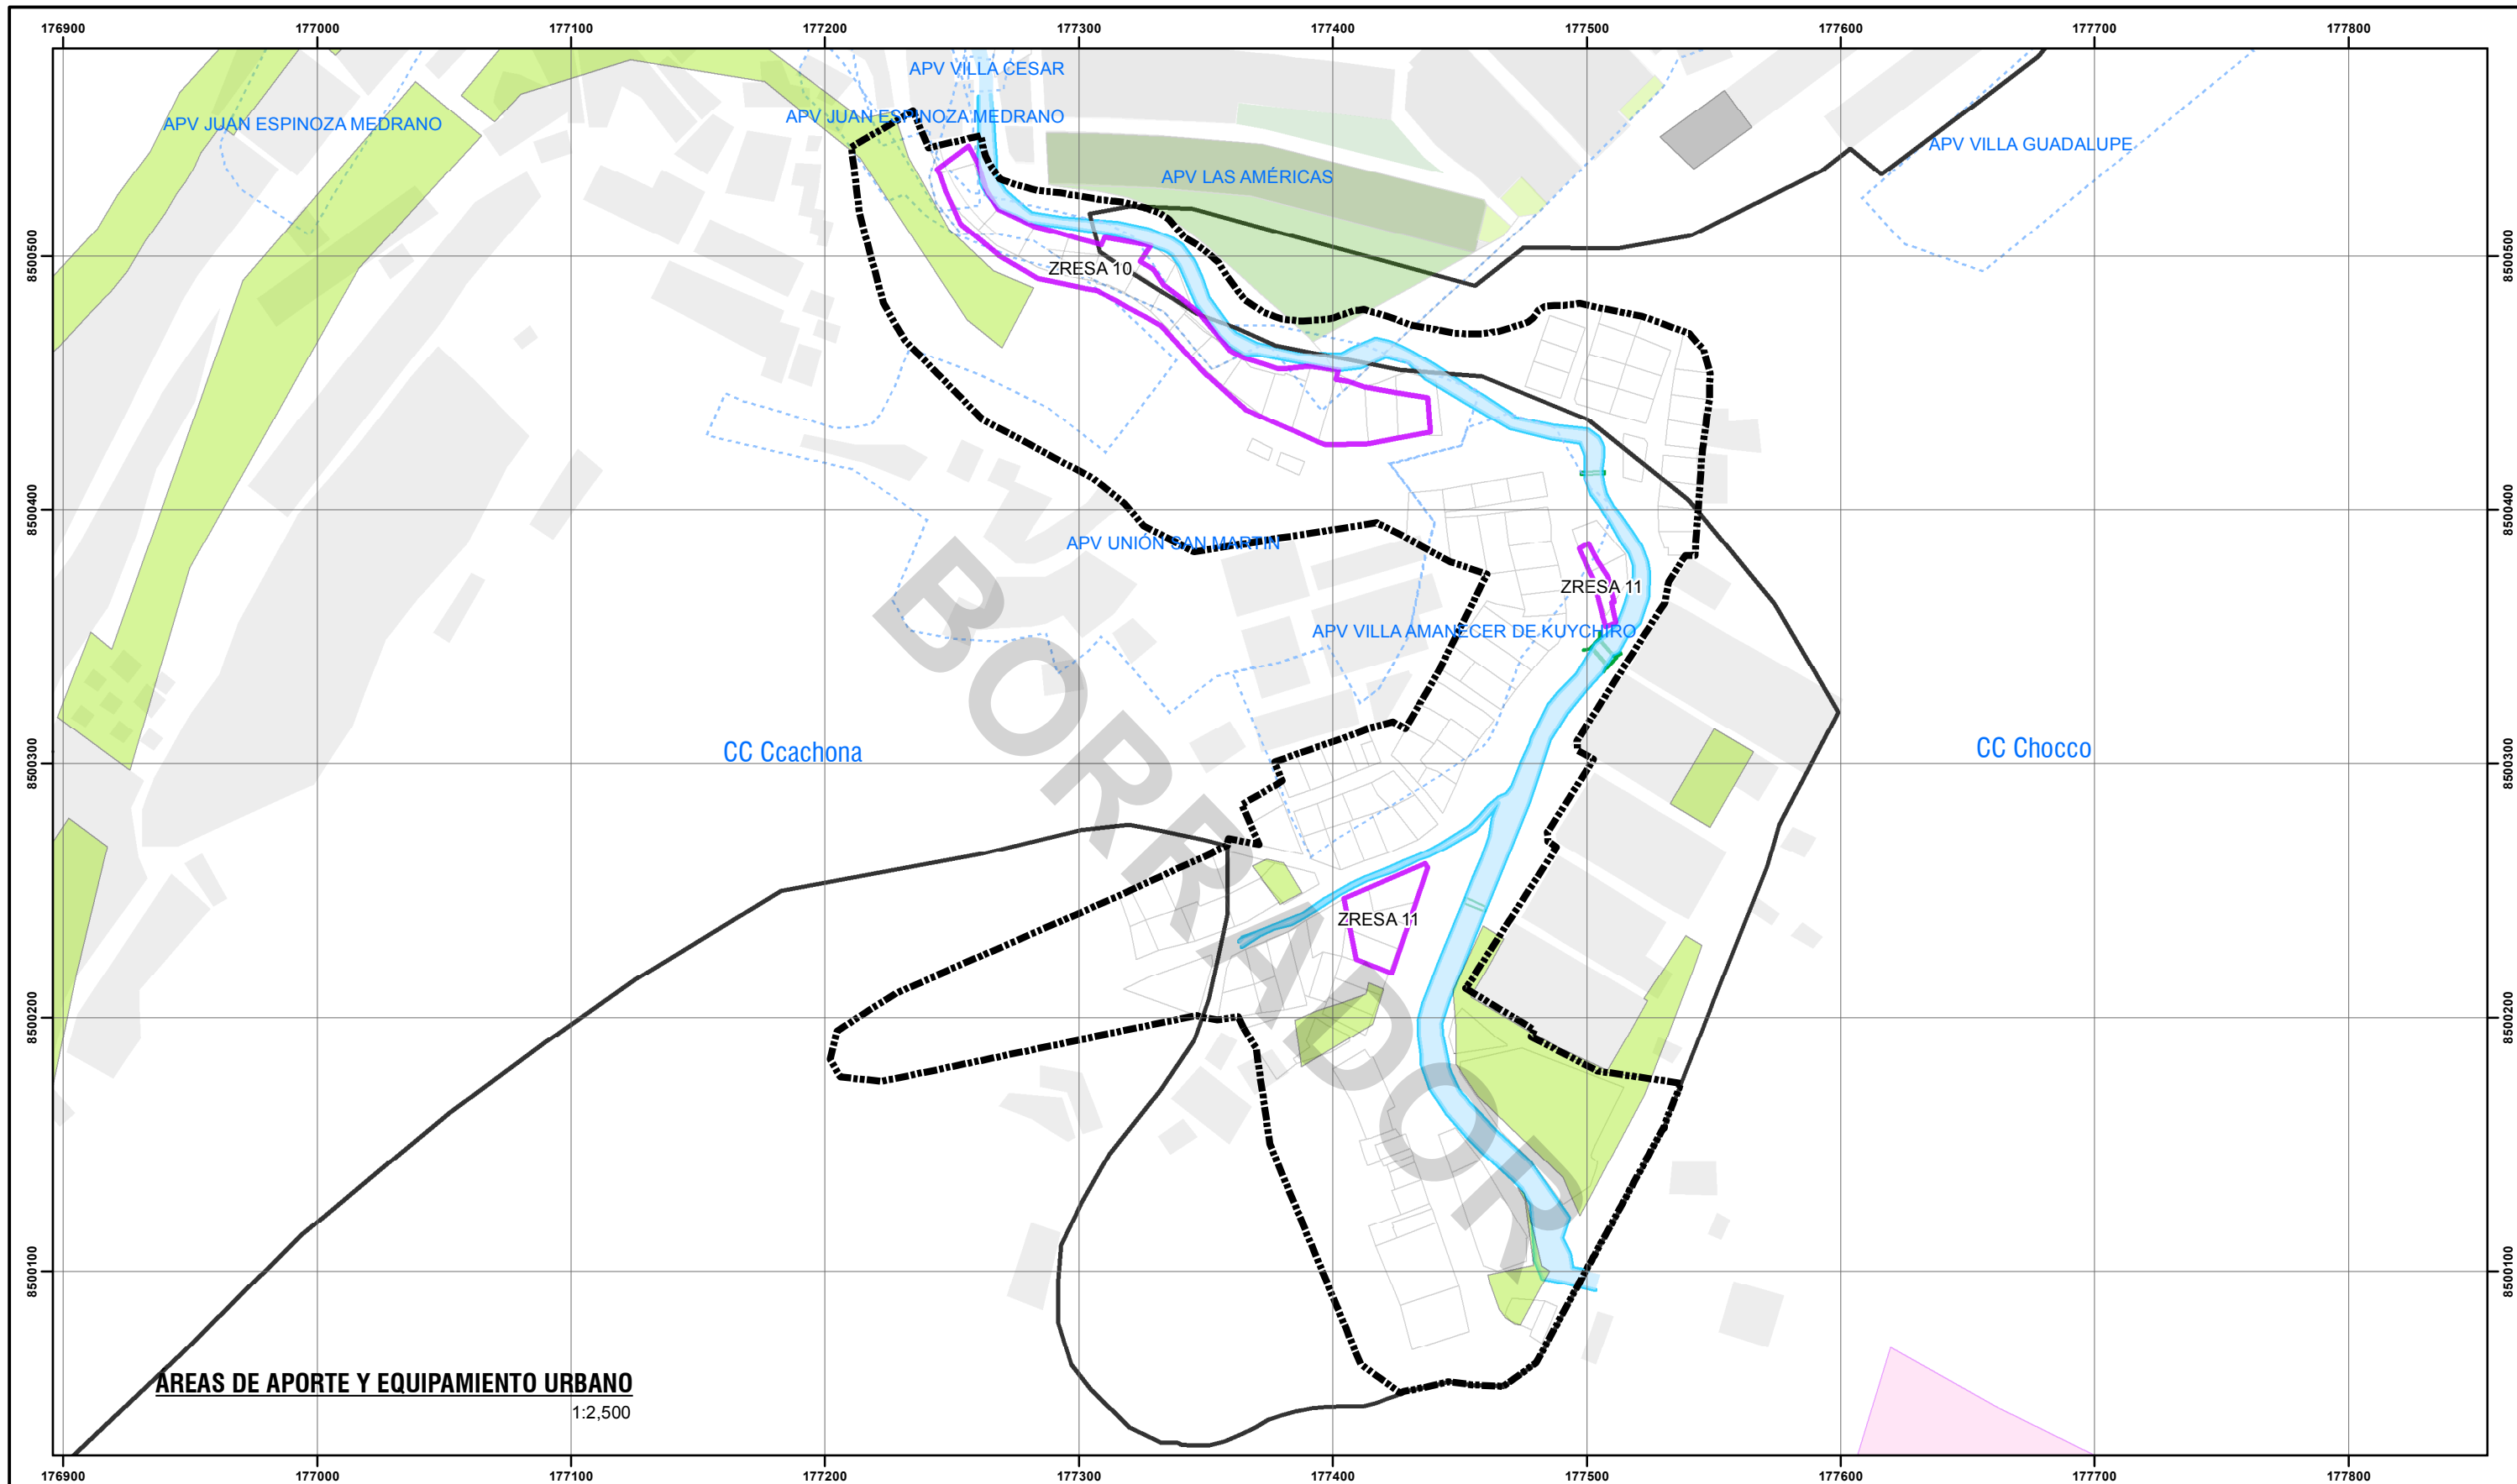 176900 177000 177100 177200 177300 177400 177500 177600 177700 177800
APV VILLA CESAR
APV JUAN ESPINOZA MEDRANO
APV JUAN ESPINOZA MEDRANO
APV VILLA GUADALUPE
APV LAS AMÉRICAS
8500500 8500500
ZRESA 10
8500400 8500400
APV UNIÓN SAN MARTIN
ZRESA 11
APV VILLA AMANECER DE KUYCHIRO
CC Ccachona
CC Chocco
8500300 8500300
BORRADOR
ZRESA 11
8500200 8500200
8500100 8500100
AREAS DE APORTE Y EQUIPAMIENTO URBANO
1:2,500
176900 177000 177100 177200 177300 177400 177500 177600 177700 177800